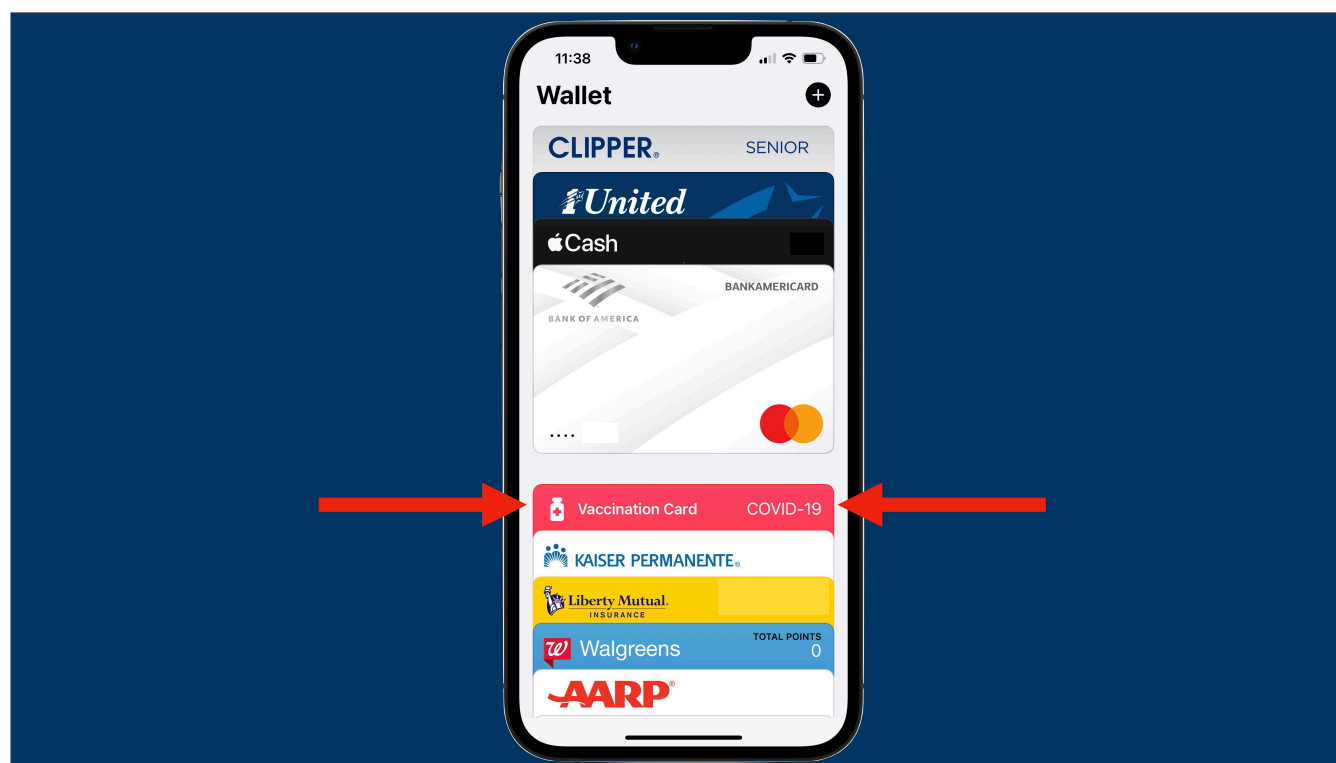 11:38
Wallet
CLIPPER® SENIOR
1st United
Cash
BANKAMERICARD
BANK OF AMERICA
....
Vaccination Card COVID-19
KAISER PERMANENTE®
Liberty Mutual®
INSURANCE
TOTAL POINTS
W Walgreens 0
AARP®